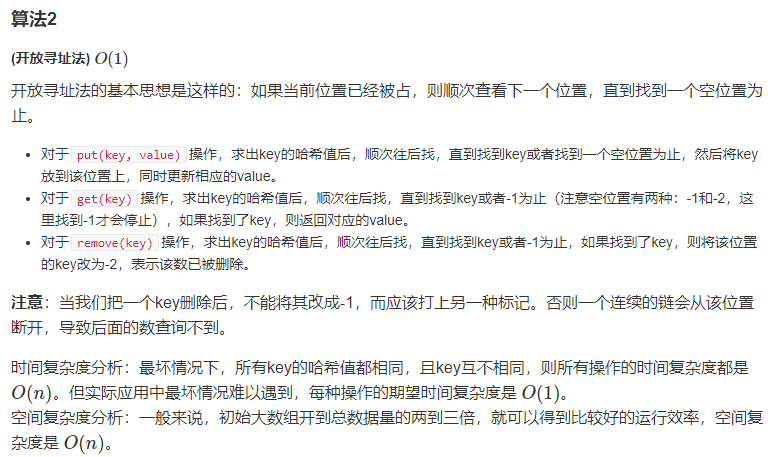 算法2
(开放寻址法) O(1)
开放寻址法的基本思想是这样的：如果当前位置已经被占，则顺次查看下一个位置，直到找到一个空位置为
止。
• 对于 put(key, value) 操作，求出key的哈希值后，顺次往后找，直到找到key或者找到一个空位置为止，然后将key
放到该位置上，同时更新相应的value。
• 对于 get(key) 操作，求出key的哈希值后，顺次往后找，直到找到key或者-1为止（注意空位置有两种：-1和-2，这
里找到-1才会停止），如果找到了key，则返回对应的value。
• 对于 remove(key) 操作，求出key的哈希值后，顺次往后找，直到找到key或者-1为止，如果找到了key，则将该位置
的key改为-2，表示该数已被删除。
注意：当我们把一个key删除后，不能将其改成-1，而应该打上另一种标记。否则一个连续的链会从该位置
断开，导致后面的数查询不到。
时间复杂度分析：最坏情况下，所有key的哈希值都相同，且key互不相同，则所有操作的时间复杂度都是
O(n)。但实际应用中最坏情况难以遇到，每种操作的期望时间复杂度是 O(1)。
空间复杂度分析：一般来说，初始大数组开到总数据量的两到三倍，就可以得到比较好的运行效率，空间复
杂度是 O(n)。